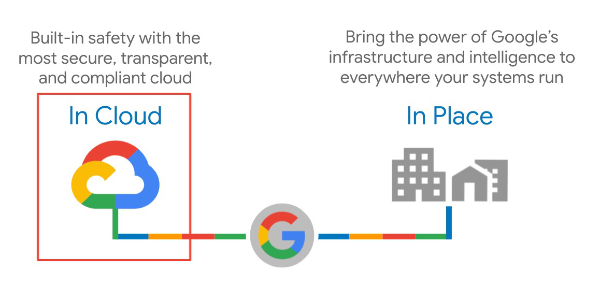 Built-in safety with the
most secure, transparent,
and compliant cloud
In Cloud
Bring the power of Google's
infrastructure and intelligence to
everywhere your systems run
In Place
G